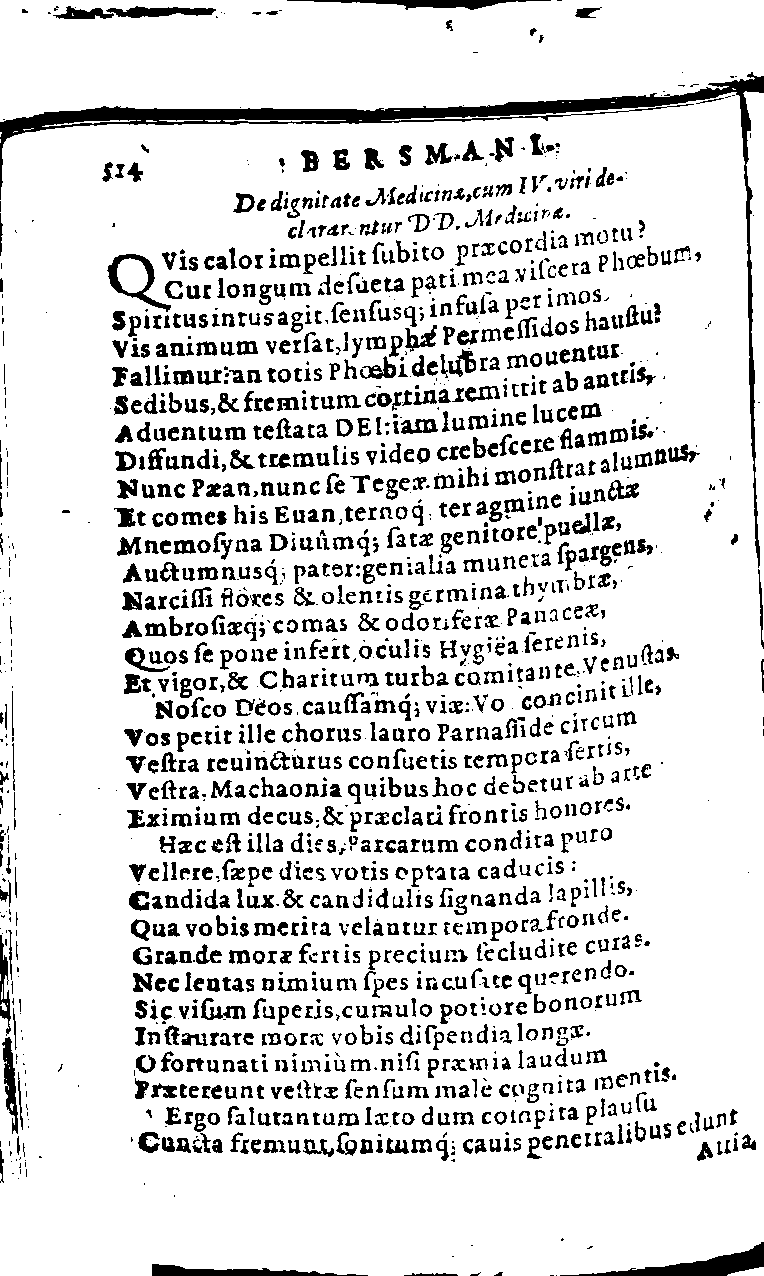 514 BERSMANI
De dignitate Medicinæ, cum IV. viri de-
clararentur DD. Medicinæ.
QVis calor impellit ſubito præcordia motu?
Cur longum deſueta pati mea viſcera Phœbum,
Spiritus intus agit, ſenſusq́; infuſa per imos
Vis animum verſat, lymphæ Permeſſidos hauſtu?
Fallimur: an totis Phœbi delubra mouentur
Sedibus, & fremitum cortina remittit ab antris,
Aduentum teſtata DEI: iam lumine lucem
Diffundi, & tremulis video crebeſcere flammis.
Nunc Pæan, nunc ſe Tegeæ mihi monſtrat alumnus,
Et comes his Euan, ternoq́; ter agmine iunctæ
Mnemoſyna Diuûmq́; ſatæ genitore puellæ,
Auctumnusq́; pater: genialia munera ſpargens,
Narciſſi flores & olentis germina thymbræ,
Ambroſiæq́; comas & odoriferæ Panaceæ,
Quos ſe pone infert, oculis Hygiëa ſerenis,
Et vigor, & Charitum turba comitante, Venuſtas.
Noſco Deos cauſſamq́; viæ: Vo concinit ille,
Vos petit ille chorus lauro Parnaſſide circum
Veſtra reuincturus conſuetis tempora ſertis,
Veſtra, Machaonia quibus hoc debetur ab arte
Eximium decus, & præclari frontis honores.
Hæc eſt illa dies, Parcarum condita puro
Vellere, ſæpe dies votis optata caducis:
Candida lux & candidulis ſignanda lapillis,
Qua vobis merita velantur tempora fronde.
Grande moræ fertis precium ſecludite curas.
Nec lentas nimium ſpes incuſate querendo.
Sic viſum ſuperis, cumulo potiore bonorum
Inſtaurare moræ vobis diſpendia longæ.
O fortunati nimiùm. niſi præmia laudum
Prætereunt veſtræ ſenſum malè cognita mentis.
Ergo ſalutantum læto dum compita plauſu
Cuncta fremunt, ſonitumq́; cauis penetralibus edunt
Atria,